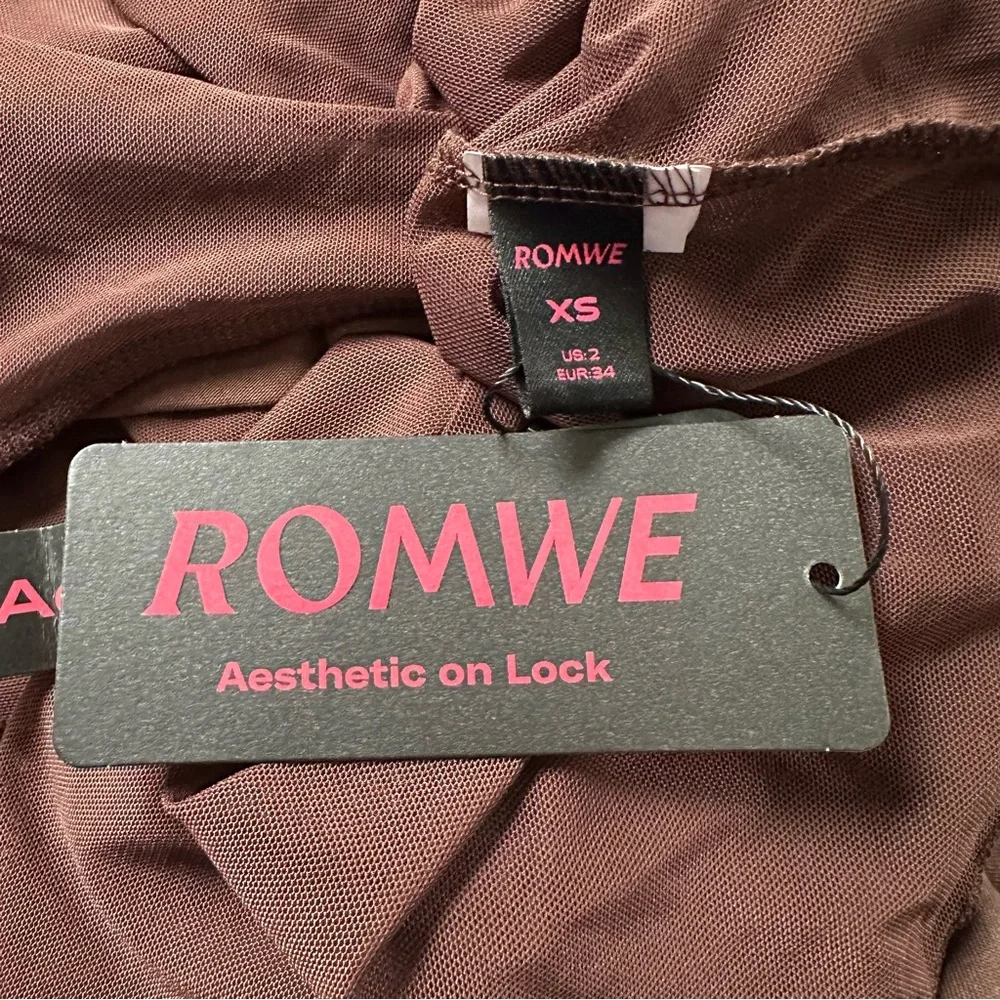 ROMWE
XS
US:2
EUR:34
ROMWE
Aesthetic on Lock